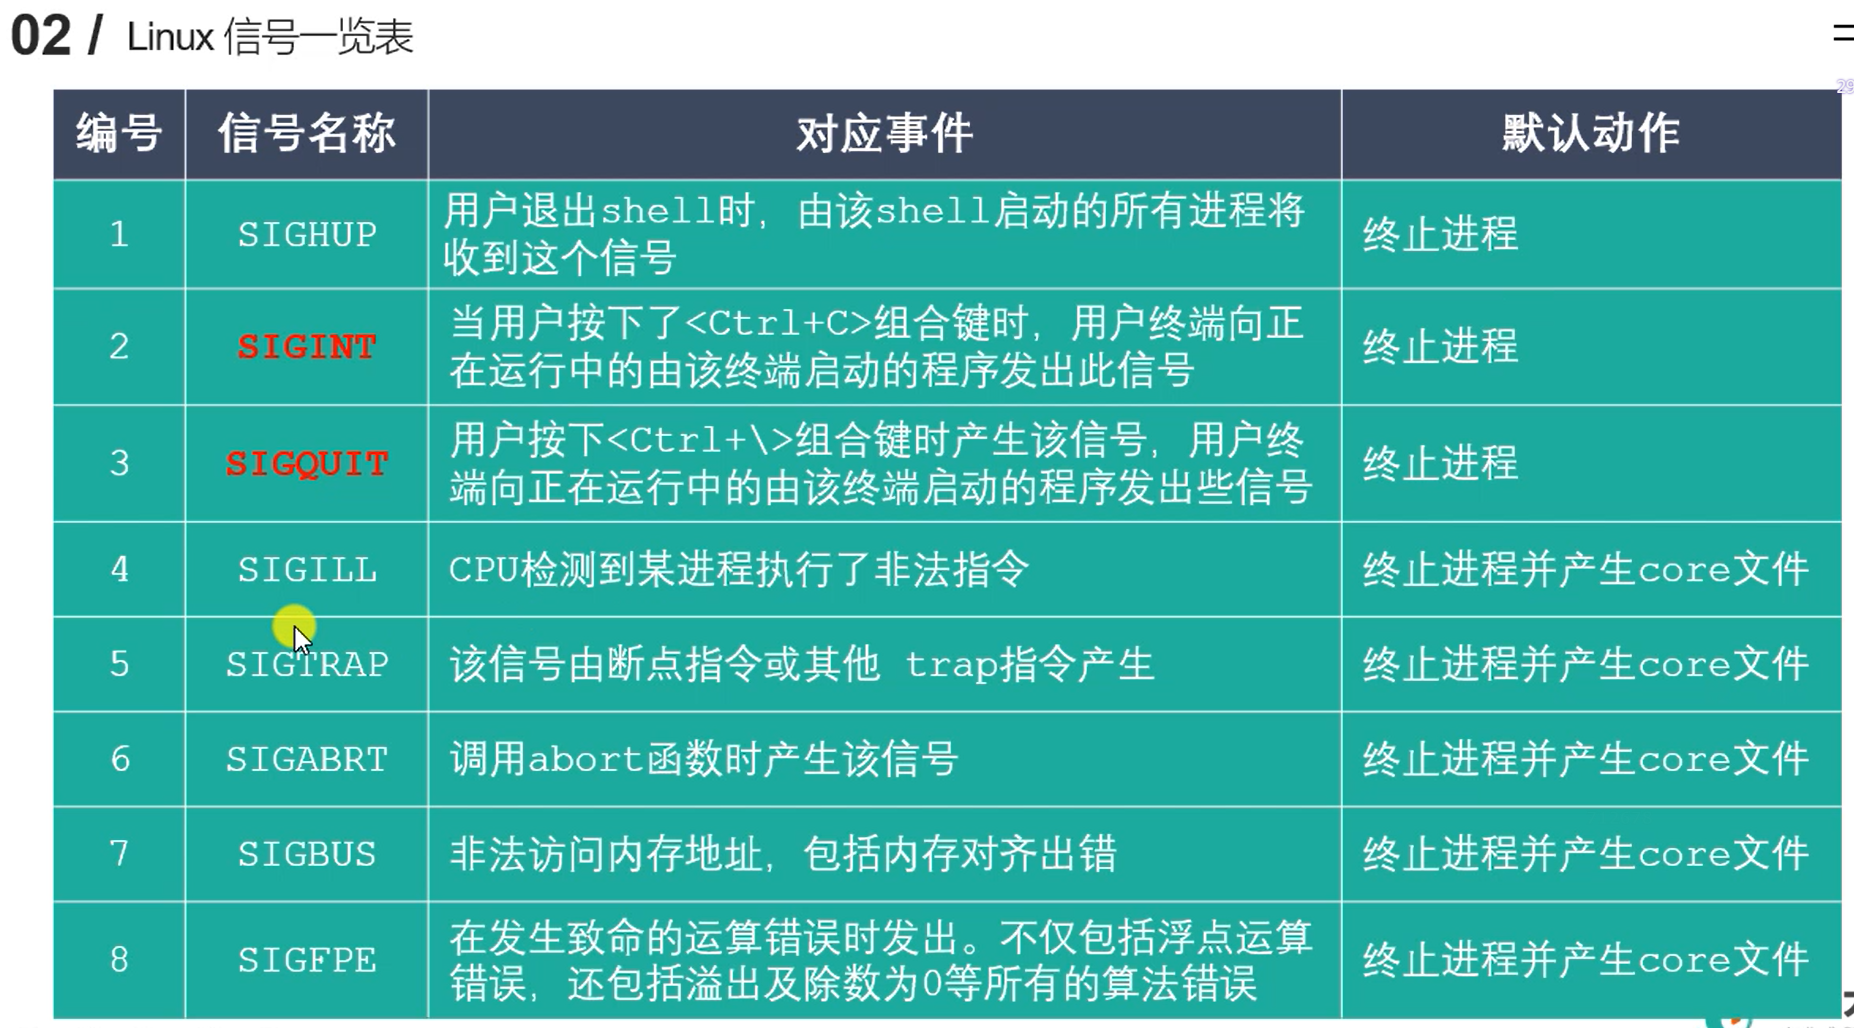 02 / Linux 信号一览表
29
编号 信号名称 对应事件 默认动作
1 SIGHUP 用户退出shell时，由该shell启动的所有进程将
收到这个信号 终止进程
2 SIGINT 当用户按下了<Ctrl+C>组合键时，用户终端向正
在运行中的由该终端启动的程序发出此信号 终止进程
3 SIGQUIT 用户按下<Ctrl+\>组合键时产生该信号，用户终
端向正在运行中的由该终端启动的程序发出些信号 终止进程
4 SIGILL CPU检测到某进程执行了非法指令 终止进程并产生core文件
5 SIGTRAP 该信号由断点指令或其他 trap指令产生 终止进程并产生core文件
6 SIGABRT 调用abort函数时产生该信号 终止进程并产生core文件
7 SIGBUS 非法访问内存地址，包括内存对齐出错 终止进程并产生core文件
8 SIGFPE 在发生致命的运算错误时发出。不仅包括浮点运算
错误，还包括溢出及除数为0等所有的算法错误 终止进程并产生core文件